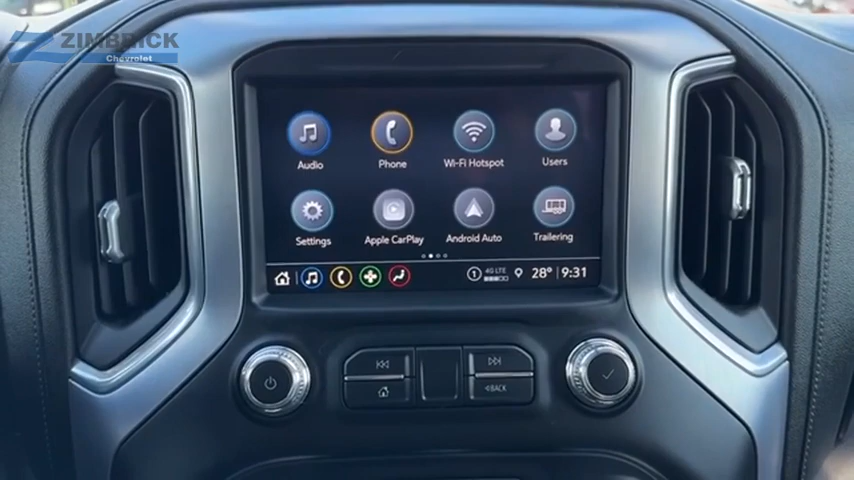 ZIMBRICK
Chevrolet
Audio
Phone
Wi-Fi Hotspot
Users
Settings
Apple CarPlay
Android Auto
Trailering
1 4G LTE 28° 9:31
BACK